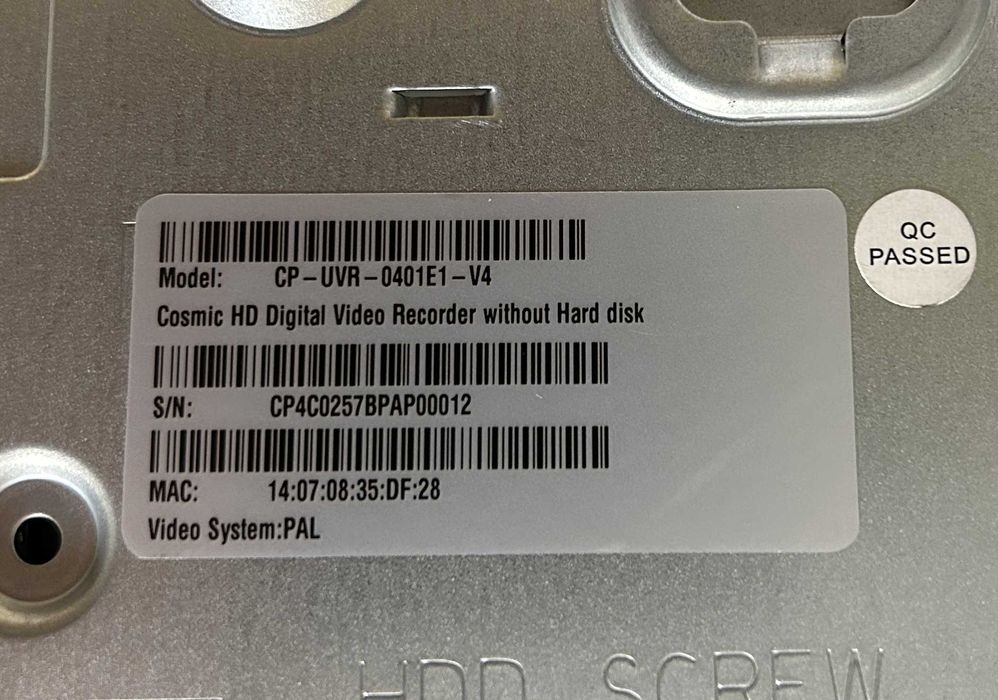 QC
PASSED
Model: CP-UVR-0401E1-V4
Cosmic HD Digital Video Recorder without Hard disk
S/N: CP4C0257BPAP00012
MAC: 14:07:08:35:DF:28
Video System:PAL
HDD SCREW